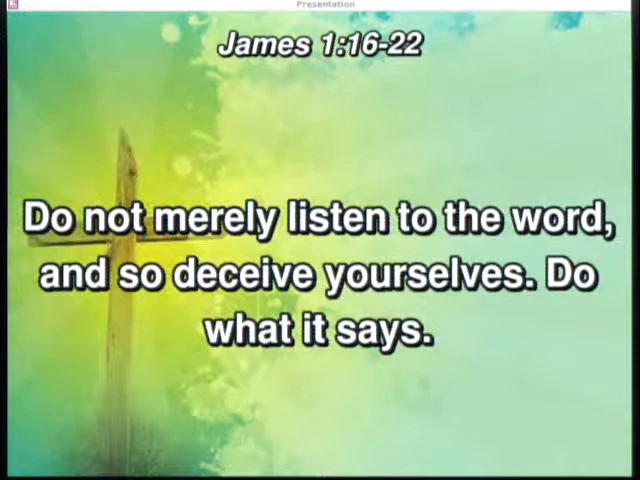 Presentation
James 1:16-22
Do not merely listen to the word,
and so deceive yourselves. Do
what it says.